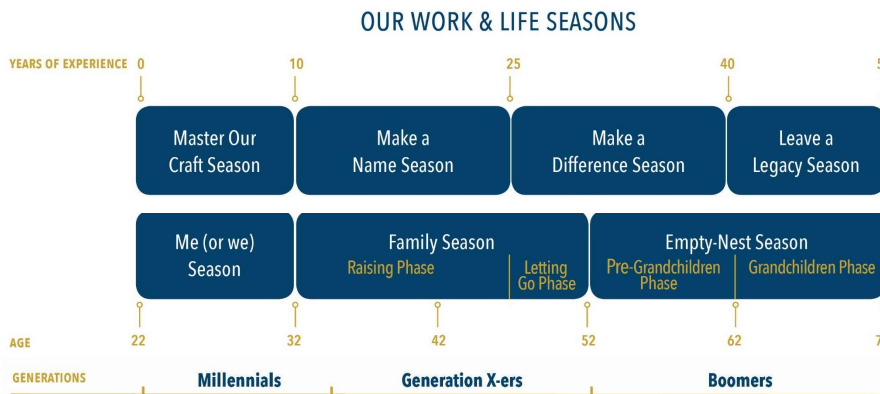 OUR WORK & LIFE SEASONS
YEARS OF EXPERIENCE 0 10 25 40
Master Our
Craft Season
Make a
Name Season
Make a
Difference Season
Leave a
Legacy Season
Me (or we)
Season
Family Season
Raising Phase
Letting
Go Phase
Empty-Nest Season
Pre-Grandchildren
Phase
Grandchildren Phase
AGE 22 32 42 52 62
GENERATIONS Millennials Generation X-ers Boomers